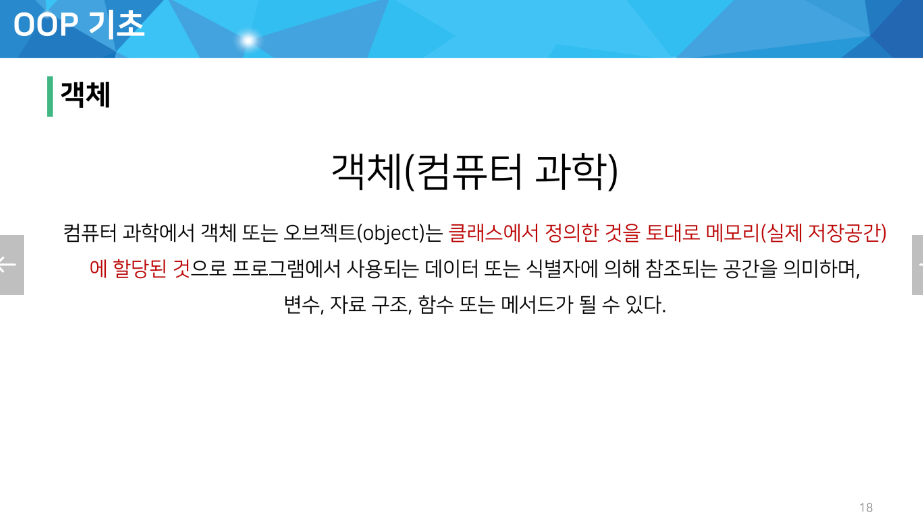 OOP 기초
객체
객체(컴퓨터 과학)
컴퓨터 과학에서 객체 또는 오브젝트(object)는 클래스에서 정의한 것을 토대로 메모리(실제 저장공간)
에 할당된 것으로 프로그램에서 사용되는 데이터 또는 식별자에 의해 참조되는 공간을 의미하며,
변수, 자료 구조, 함수 또는 메서드가 될 수 있다.
18